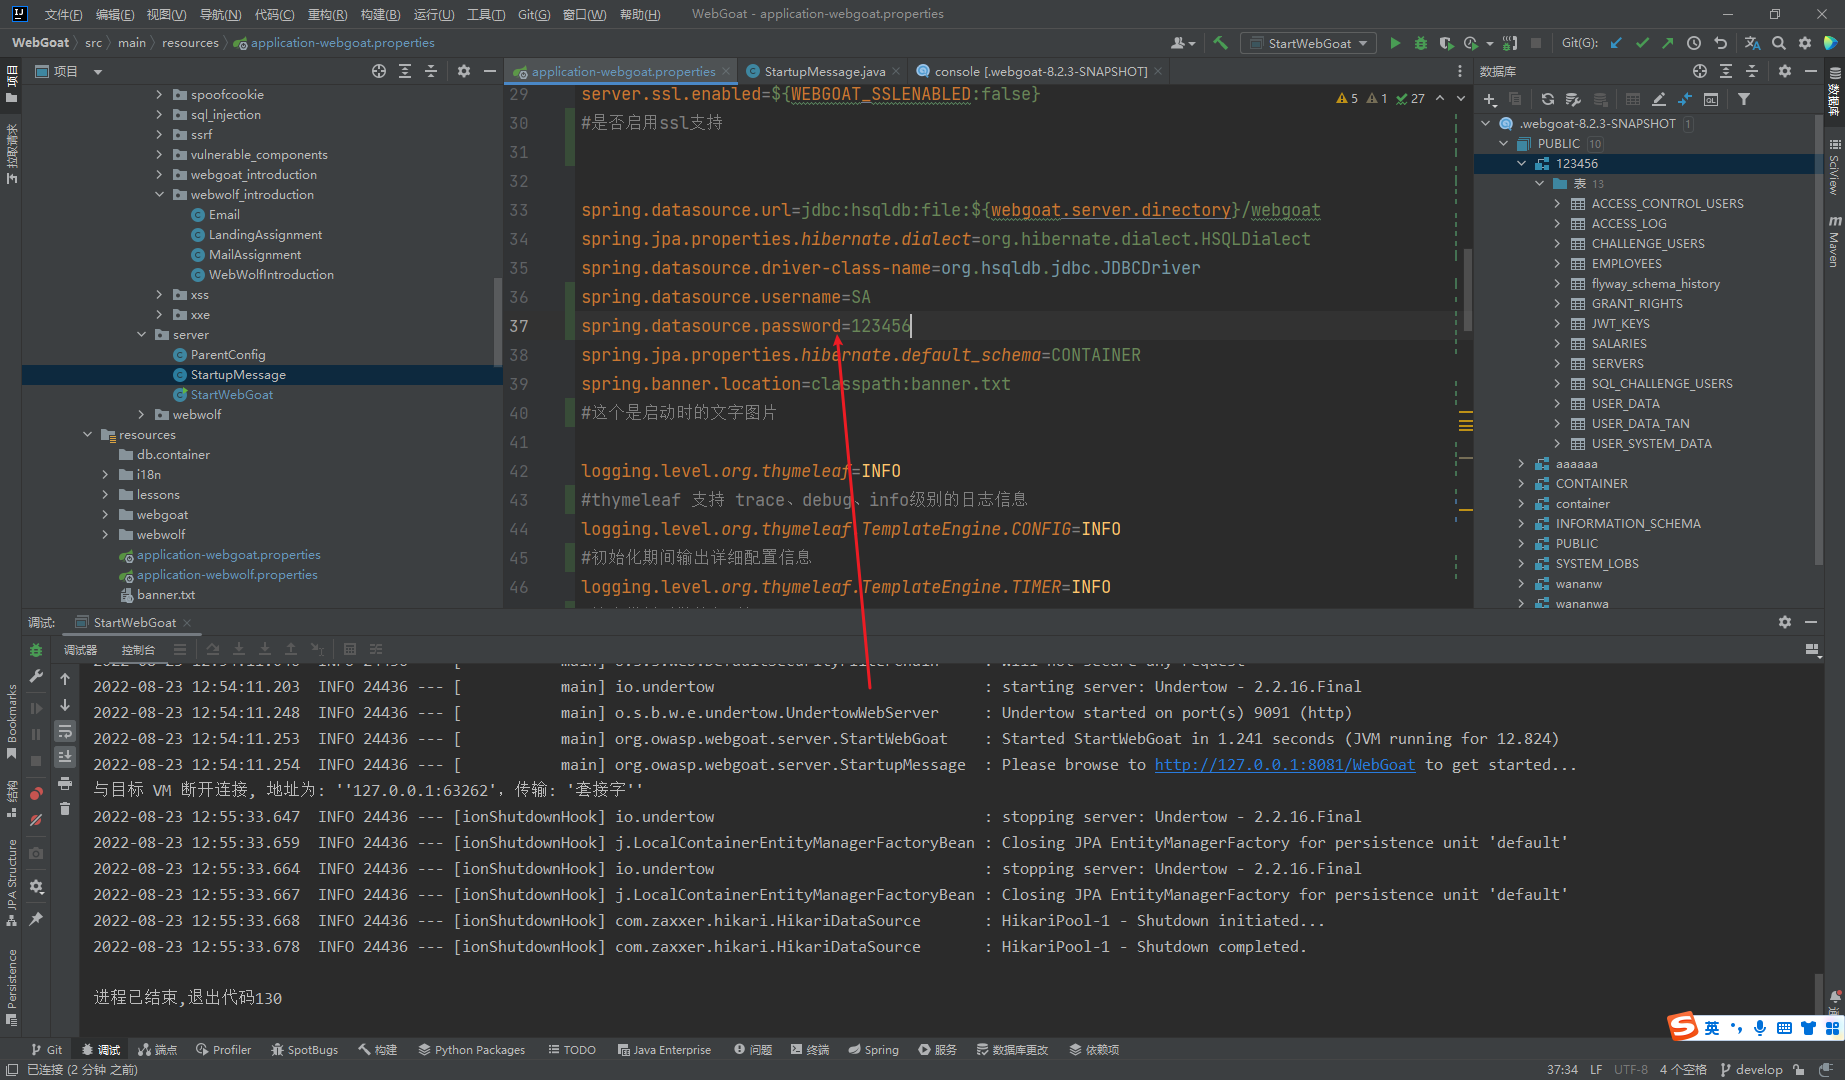 文件(F) 编辑(E) 视图(V) 导航(N) 代码(C) 重构(R) 构建(B) 运行(U) 工具(T) Git(G) 窗口(W) 帮助(H) WebGoat - application-webgoat.properties
WebGoat src main resources application-webgoat.properties
StartWebGoat Git(G):
项目
application-webgoat.properties StartupMessage.java console [.webgoat-8.2.3-SNAPSHOT]
数据库
项目
拉取请求
spoofcookie
sql_injection
ssrf
vulnerable_components
webgoat_introduction
webwolf_introduction
Email
LandingAssignment
MailAssignment
WebWolfIntroduction
xss
xxe
server
ParentConfig
StartupMessage
StartWebGoat
webwolf
resources
db.container
i18n
lessons
webgoat
webwolf
application-webgoat.properties
application-webwolf.properties
banner.txt
5 1 27
29 server.ssl.enabled=${WEBGOAT_SSLENABLED:false}
30 #是否启用ssl支持
31
32
33 spring.datasource.url=jdbc:hsqldb:file:${webgoat.server.directory}/webgoat
34 spring.jpa.properties.hibernate.dialect=org.hibernate.dialect.HSQLDialect
35 spring.datasource.driver-class-name=org.hsqldb.jdbc.JDBCDriver
36 spring.datasource.username=SA
37 spring.datasource.password=123456
38 spring.jpa.properties.hibernate.default_schema=CONTAINER
39 spring.banner.location=classpath:banner.txt
40 #这个是启动时的文字图片
41
42 logging.level.org.thymeleaf=INFO
43 #thymeleaf 支持 trace、debug、info级别的日志信息
44 logging.level.org.thymeleaf.TemplateEngine.CONFIG=INFO
45 #初始化期间输出详细配置信息
46 logging.level.org.thymeleaf.TemplateEngine.TIMER=INFO
.webgoat-8.2.3-SNAPSHOT 1
PUBLIC 10
123456
表 13
ACCESS_CONTROL_USERS
ACCESS_LOG
CHALLENGE_USERS
EMPLOYEES
flyway_schema_history
GRANT_RIGHTS
JWT_KEYS
SALARIES
SERVERS
SQL_CHALLENGE_USERS
USER_DATA
USER_DATA_TAN
USER_SYSTEM_DATA
aaaaaa
CONTAINER
container
INFORMATION_SCHEMA
PUBLIC
SYSTEM_LOBS
wananw
wananwa
数据库
SciView
Maven
调试: StartWebGoat
调试器 控制台
2022-08-23 12:54:11.203 INFO 24436 --- [ main] io.undertow : starting server: Undertow - 2.2.16.Final
2022-08-23 12:54:11.248 INFO 24436 --- [ main] o.s.b.w.e.undertow.UndertowWebServer : Undertow started on port(s) 9091 (http)
2022-08-23 12:54:11.253 INFO 24436 --- [ main] org.owasp.webgoat.server.StartWebGoat : Started StartWebGoat in 1.241 seconds (JVM running for 12.824)
2022-08-23 12:54:11.254 INFO 24436 --- [ main] org.owasp.webgoat.server.StartupMessage : Please browse to http://127.0.0.1:8081/WebGoat to get started...
与目标 VM 断开连接, 地址为: ''127.0.0.1:63262', 传输: '套接字''
2022-08-23 12:55:33.647 INFO 24436 --- [ionShutdownHook] io.undertow : stopping server: Undertow - 2.2.16.Final
2022-08-23 12:55:33.659 INFO 24436 --- [ionShutdownHook] j.LocalContainerEntityManagerFactoryBean : Closing JPA EntityManagerFactory for persistence unit 'default'
2022-08-23 12:55:33.664 INFO 24436 --- [ionShutdownHook] io.undertow : stopping server: Undertow - 2.2.16.Final
2022-08-23 12:55:33.667 INFO 24436 --- [ionShutdownHook] j.LocalContainerEntityManagerFactoryBean : Closing JPA EntityManagerFactory for persistence unit 'default'
2022-08-23 12:55:33.668 INFO 24436 --- [ionShutdownHook] com.zaxxer.hikari.HikariDataSource : HikariPool-1 - Shutdown initiated...
2022-08-23 12:55:33.678 INFO 24436 --- [ionShutdownHook] com.zaxxer.hikari.HikariDataSource : HikariPool-1 - Shutdown completed.
进程已结束,退出代码130
Bookmarks
结构
JPA Structure
Persistence
英
Git 调试 端点 Profiler SpotBugs 构建 Python Packages TODO Java Enterprise 问题 终端 Spring 服务 数据库更改 依赖项
已连接 (2 分钟 之前) 37:34 LF UTF-8 4 个空格 develop